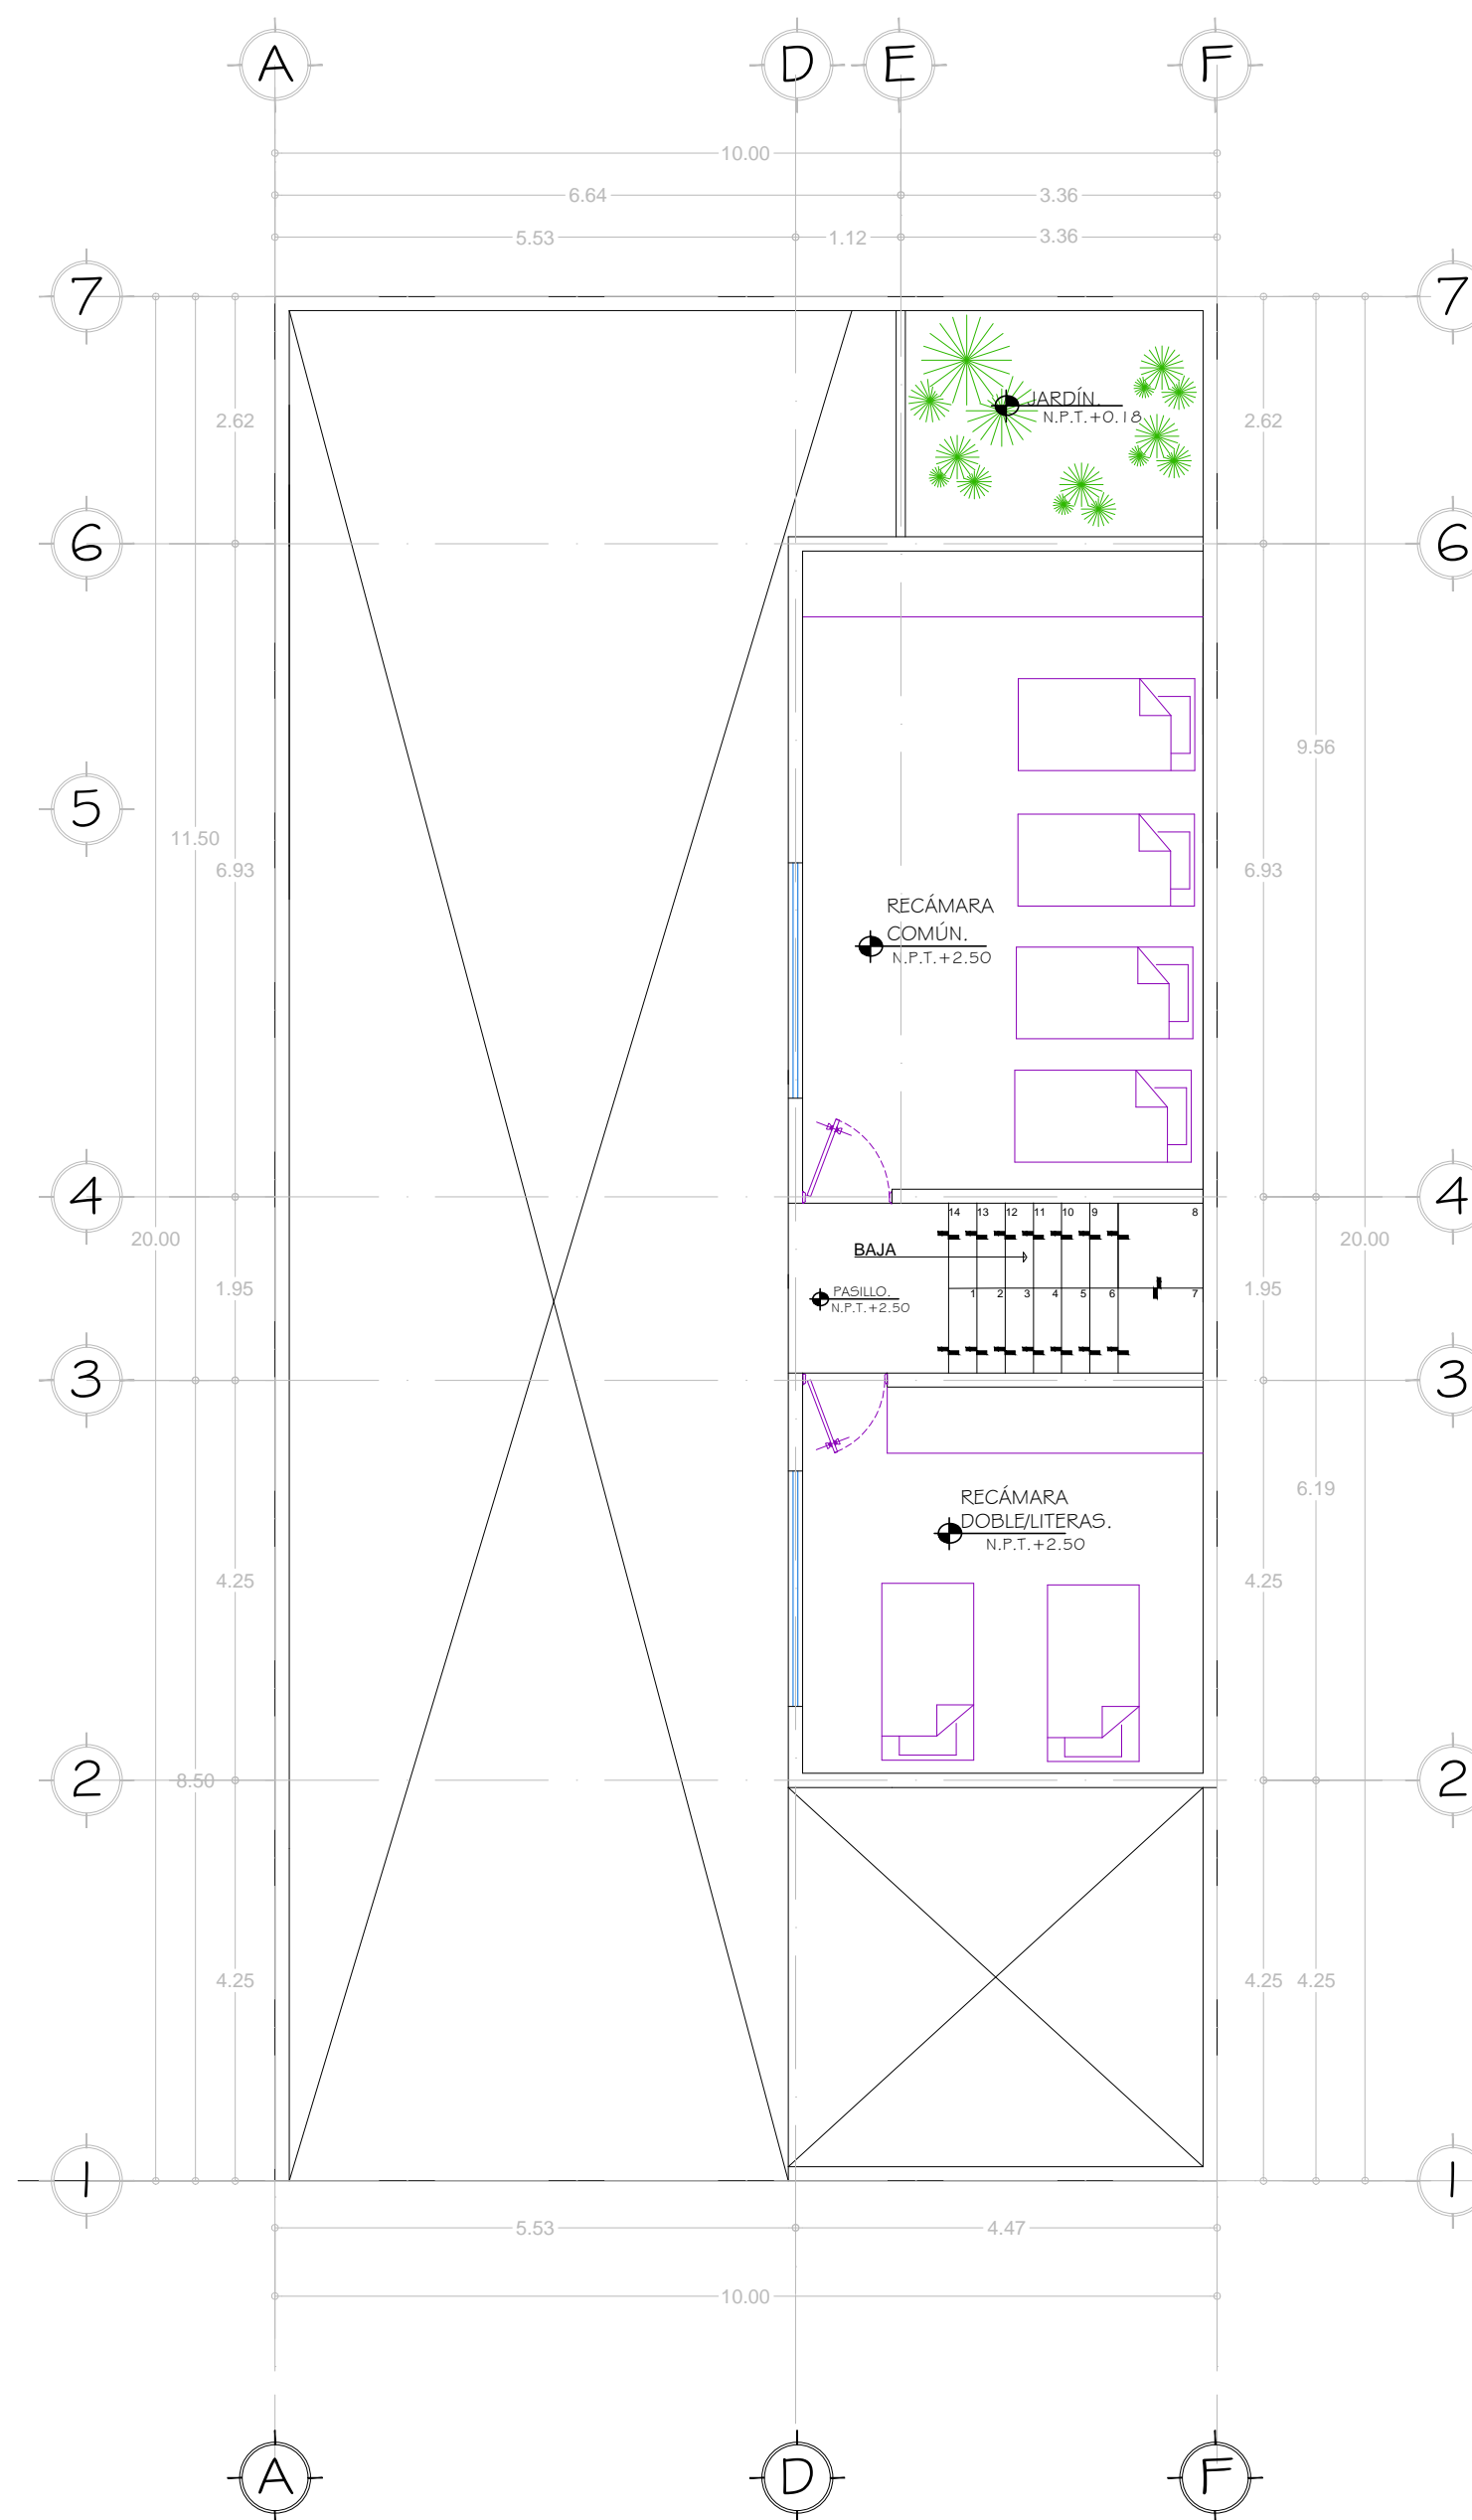 A D E F
10.00
6.64 3.36
5.53 1.12 3.36
7 7
JARDÍN.
N.P.T.+0.18
2.62 2.62
6 6
9.56
5
11.50
6.93 6.93
RECÁMARA
COMÚN.
N.P.T.+2.50
4 4
14 13 12 11 10 9 8
20.00 20.00
BAJA
1.95 1.95
PASILLO.
N.P.T.+2.50
1 2 3 4 5 6 7
3 3
6.19
RECÁMARA
DOBLE/LITERAS.
N.P.T.+2.50
4.25 4.25
2 2
8.50
4.25 4.25 4.25
1 1
5.53 4.47
10.00
A D F